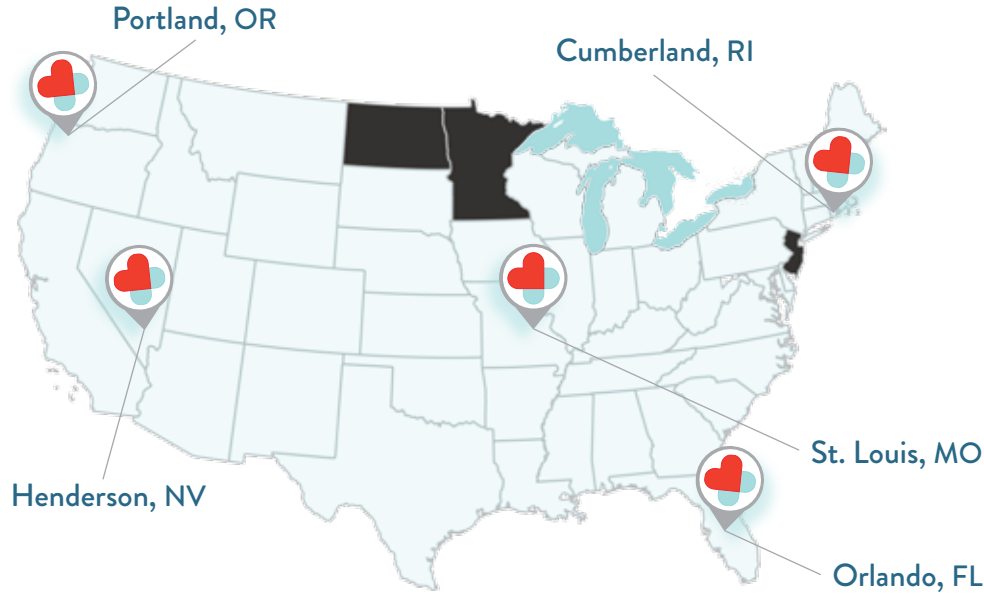 Portland, OR
Cumberland, RI
St. Louis, MO
Henderson, NV
Orlando, FL